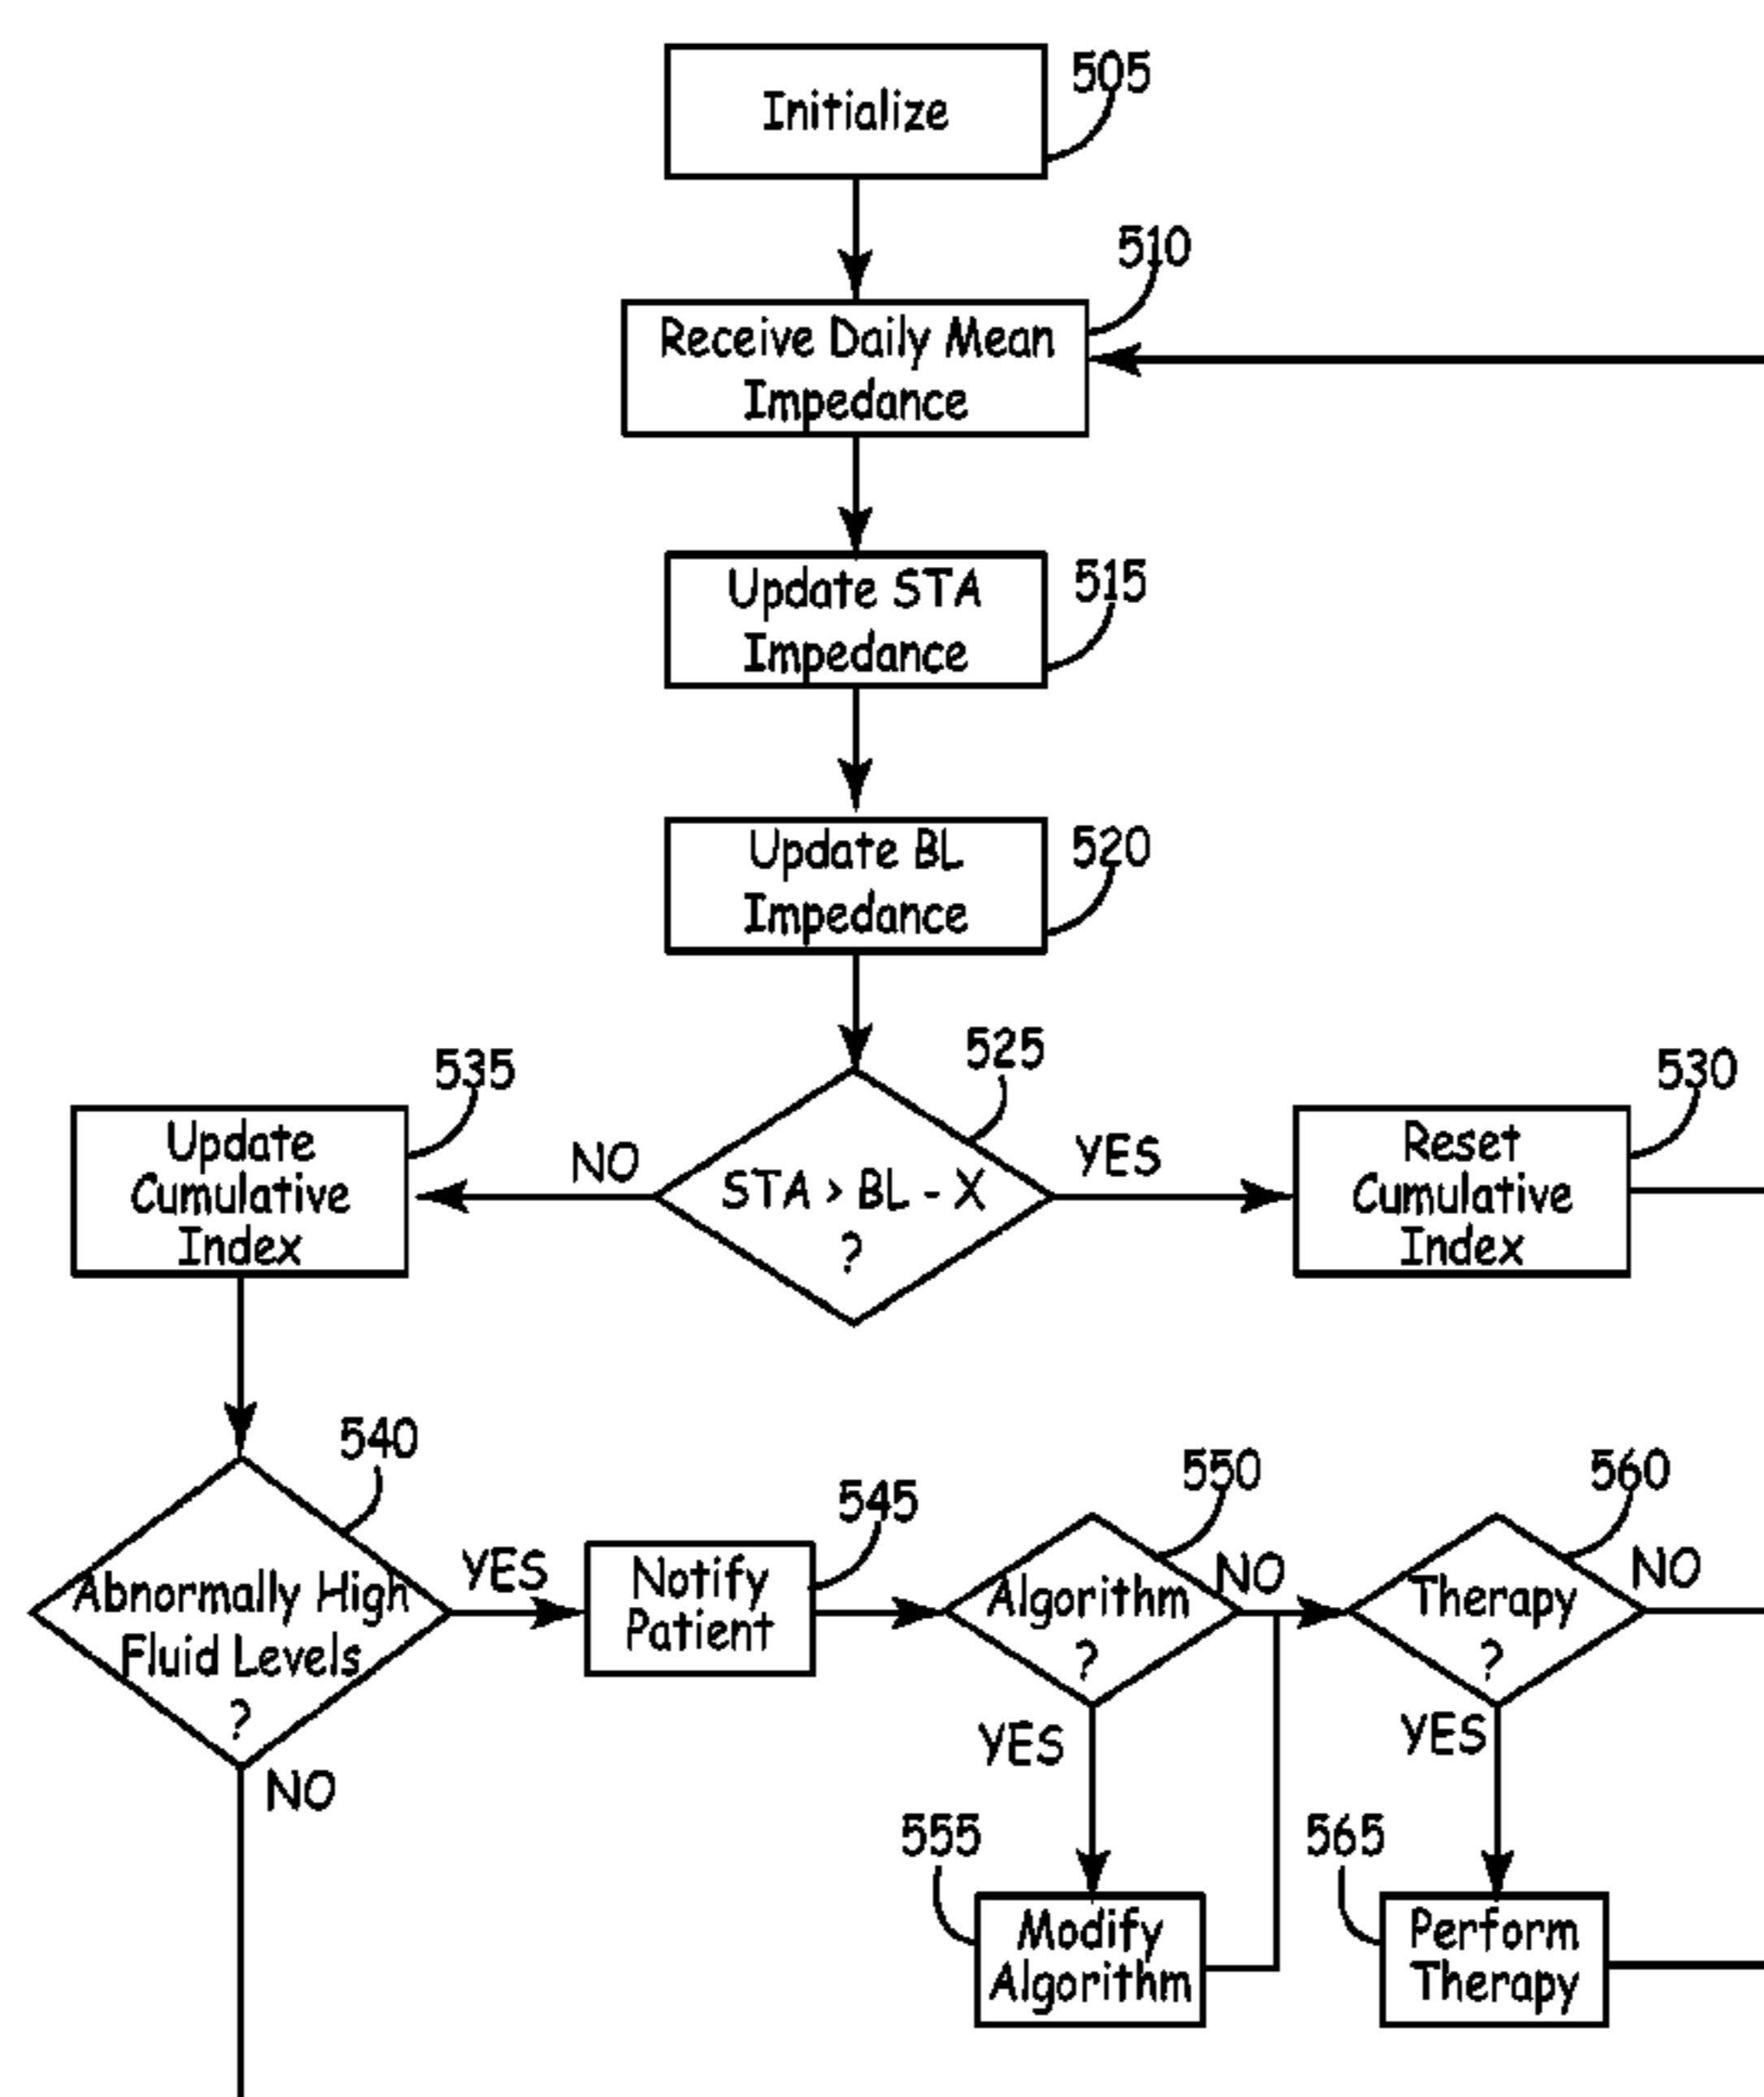 505
Initialize
510
Receive Daily Mean
Impedance
515
Update STA
Impedance
520
Update BL
Impedance
525
535
530
Update
Cumulative
Index
NO
STA > BL - X
?
YES
Reset
Cumulative
Index
540
545
550
560
Abnormally High
Fluid Levels
?
YES
NO
Notify
Patient
Algorithm
?
NO
YES
Therapy
?
NO
YES
555
Modify
Algorithm
565
Perform
Therapy